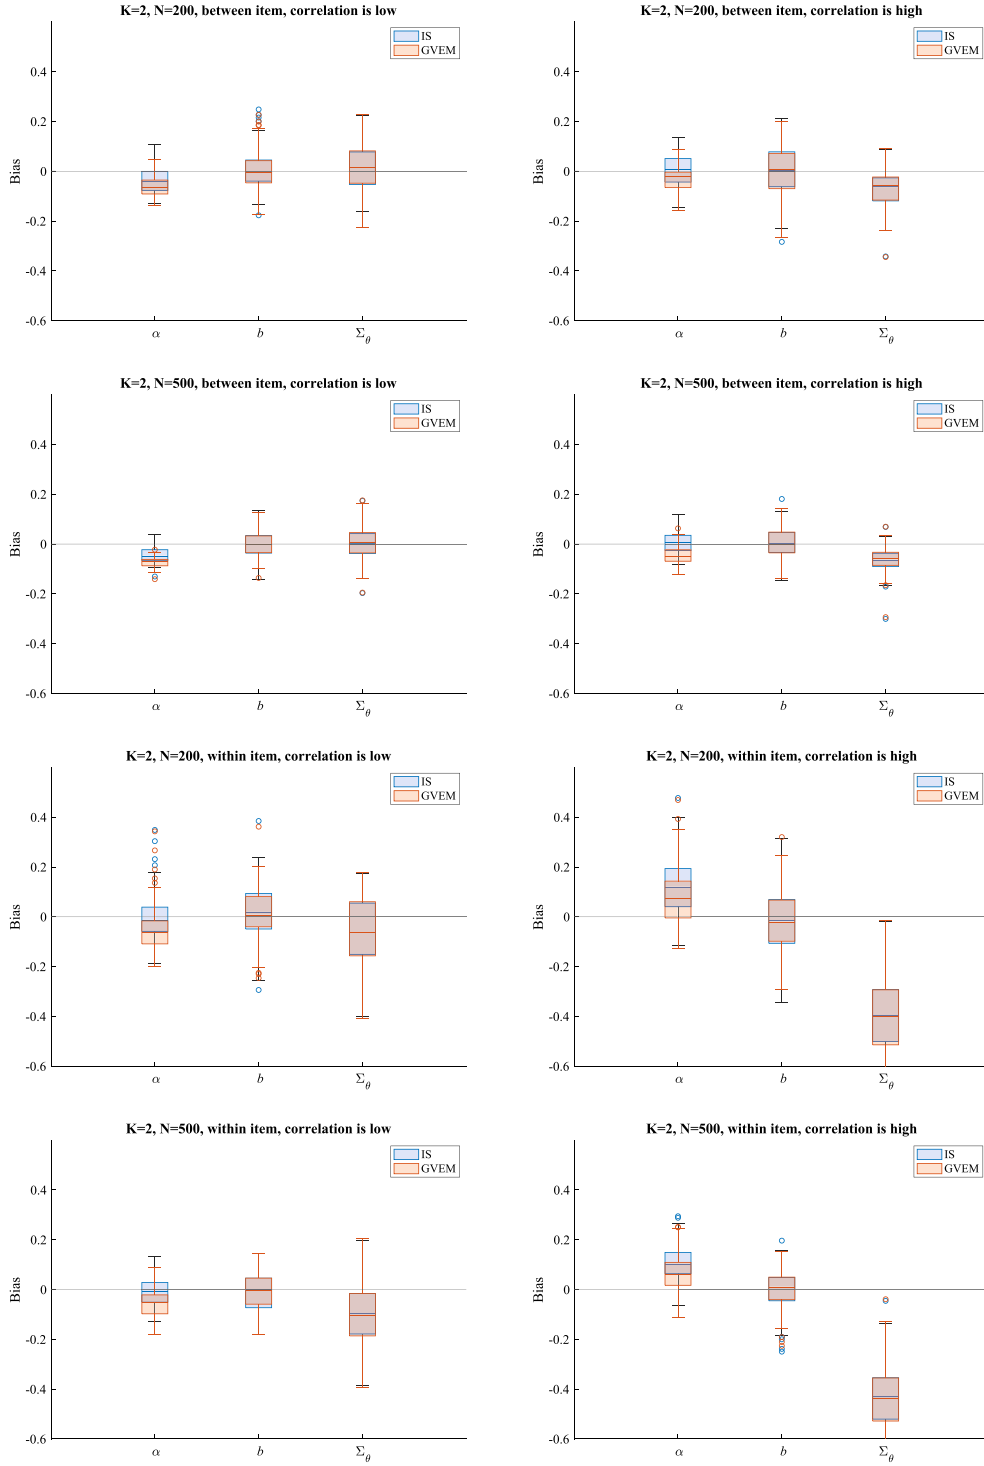 K=2, N=200, between item, correlation is low
IS
GVEM
0.4
0.2
0
-0.2
-0.4
-0.6
Bias
α
b
Σ_θ
K=2, N=200, between item, correlation is high
IS
GVEM
0.4
0.2
0
-0.2
-0.4
-0.6
Bias
α
b
Σ_θ
K=2, N=500, between item, correlation is low
IS
GVEM
0.4
0.2
0
-0.2
-0.4
-0.6
Bias
α
b
Σ_θ
K=2, N=500, between item, correlation is high
IS
GVEM
0.4
0.2
0
-0.2
-0.4
-0.6
Bias
α
b
Σ_θ
K=2, N=200, within item, correlation is low
IS
GVEM
0.4
0.2
0
-0.2
-0.4
-0.6
Bias
α
b
Σ_θ
K=2, N=200, within item, correlation is high
IS
GVEM
0.4
0.2
0
-0.2
-0.4
-0.6
Bias
α
b
Σ_θ
K=2, N=500, within item, correlation is low
IS
GVEM
0.4
0.2
0
-0.2
-0.4
-0.6
Bias
α
b
Σ_θ
K=2, N=500, within item, correlation is high
IS
GVEM
0.4
0.2
0
-0.2
-0.4
-0.6
Bias
α
b
Σ_θ